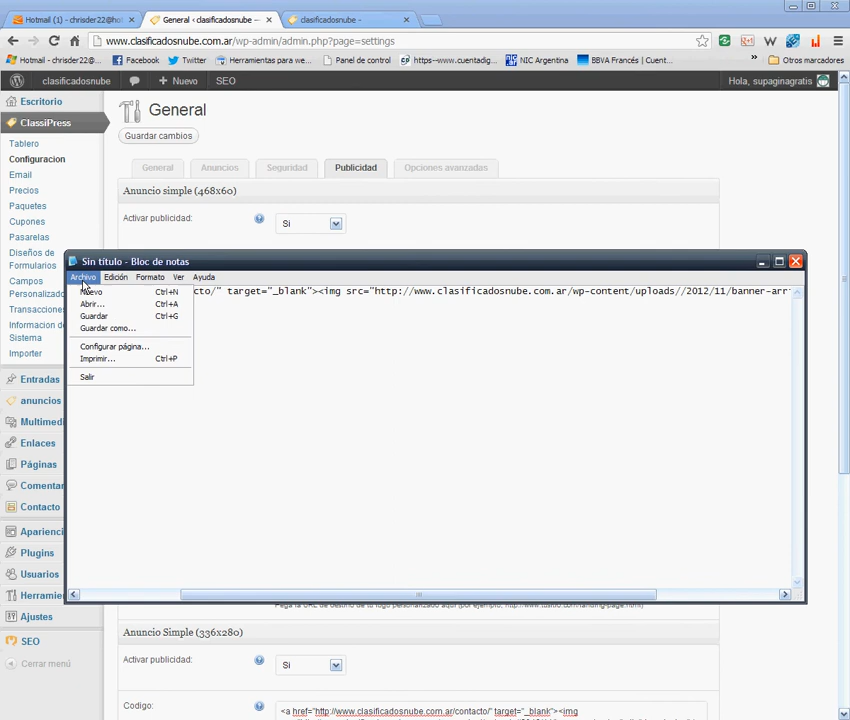 Hotmail (1) - chrisder22@hot
General < clasificadosnube —
clasificadosnube -
www.clasificadosnube.com.ar/wp-admin/admin.php?page=settings
Hotmail - chrisder22@...
Facebook
Twitter
Herramientas para we...
Panel de control
https--www.cuentadig...
NIC Argentina
BBVA Francés | Cuent...
»
Otros marcadores
clasificadosnube
+ Nuevo
SEO
Hola, supaginagratis
Escritorio
ClassiPress
Tablero
Configuracion
Email
Precios
Paquetes
Cupones
Pasarelas
Diseños de
Formularios
Campos
Personalizado
Transaccione
Informacion de
Sistema
Importer
Entradas
anuncios
Multimed
Enlaces
Páginas
Comentar
Contacto
Aparienci
Plugins
Usuarios
Herramie
Ajustes
SEO
Cerrar menú
General
Guardar cambios
General
Anuncios
Seguridad
Publicidad
Opciones avanzadas
Anuncio simple (468x60)
Activar publicidad:
Si
Sin título - Bloc de notas
Archivo
Edición
Formato
Ver
Ayuda
Nuevo Ctrl+N
Abrir... Ctrl+A
Guardar Ctrl+G
Guardar como...
Configurar página...
Imprimir... Ctrl+P
Salir
cto/" target="_blank"><img src="http://www.clasificadosnube.com.ar/wp-content/uploads//2012/11/banner-arr
Anuncio Simple (336x280)
Activar publicidad:
Si
Codigo:
<a href="http://www.clasificadosnube.com.ar/contacto/" target="_blank"><img